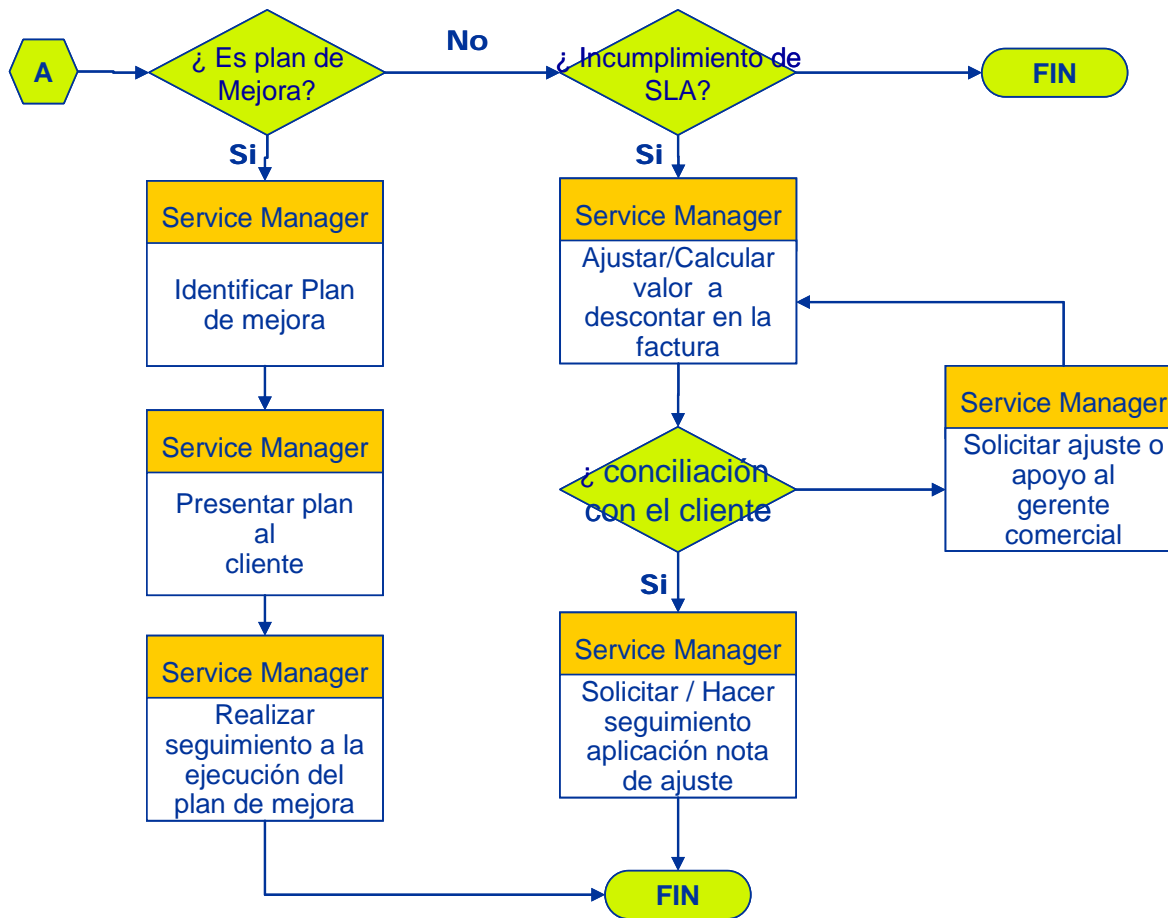 A
¿ Es plan de
Mejora?
No
¿ Incumplimiento de
SLA?
FIN
Si
Service Manager
Identificar Plan
de mejora
Service Manager
Presentar plan
al
cliente
Service Manager
Realizar
seguimiento a la
ejecución del
plan de mejora
Si
Service Manager
Ajustar/Calcular
valor a
descontar en la
factura
¿ conciliación
con el cliente
Service Manager
Solicitar ajuste o
apoyo al
gerente
comercial
Si
Service Manager
Solicitar / Hacer
seguimiento
aplicación nota
de ajuste
FIN